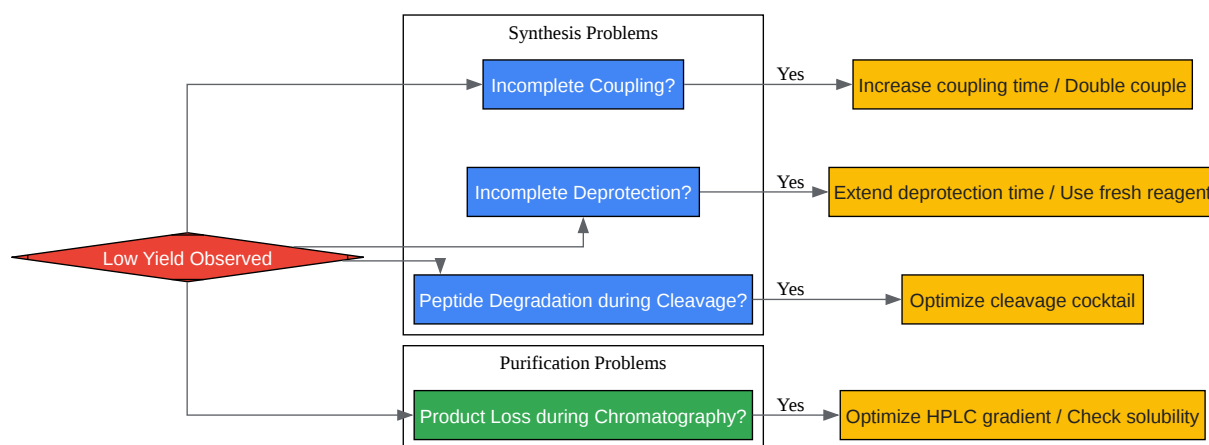 Synthesis Problems
Incomplete Coupling?
Yes
Increase coupling time / Double couple
Incomplete Deprotection?
Yes
Extend deprotection time / Use fresh reagent
Low Yield Observed
Peptide Degradation during Cleavage?
Yes
Optimize cleavage cocktail
Purification Problems
Product Loss during Chromatography?
Yes
Optimize HPLC gradient / Check solubility